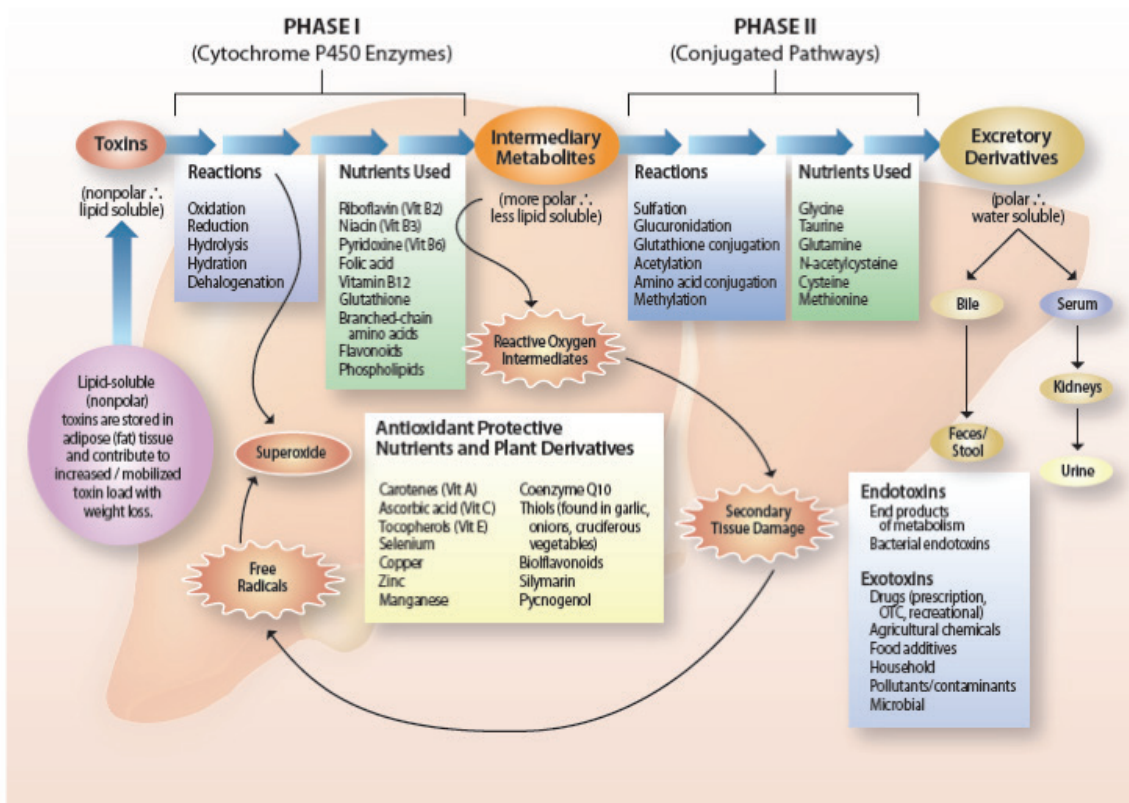 PHASE I
(Cytochrome P450 Enzymes)
PHASE II
(Conjugated Pathways)
Toxins
(nonpolar ∴
lipid soluble)
Reactions
Oxidation
Reduction
Hydrolysis
Hydration
Dehalogenation
Nutrients Used
Riboflavin (Vit B2)
Niacin (Vit B3)
Pyridoxine (Vit B6)
Folic acid
Vitamin B12
Glutathione
Branched-chain
amino acids
Flavonoids
Phospholipids
Intermediary
Metabolites
(more polar ∴
less lipid soluble)
Reactions
Sulfation
Glucuronidation
Glutathione conjugation
Acetylation
Amino acid conjugation
Methylation
Nutrients Used
Glycine
Taurine
Glutamine
N-acetylcysteine
Cysteine
Methionine
Excretory
Derivatives
(polar ∴
water soluble)
Bile
Serum
Kidneys
Feces/
Stool
Urine
Reactive Oxygen
Intermediates
Lipid-soluble
(nonpolar)
toxins are stored in
adipose (fat) tissue
and contribute to
increased / mobilized
toxin load with
weight loss.
Superoxide
Free
Radicals
Antioxidant Protective
Nutrients and Plant Derivatives
Carotenes (Vit A)
Ascorbic acid (Vit C)
Tocopherols (Vit E)
Selenium
Copper
Zinc
Manganese
Coenzyme Q10
Thiols (found in garlic,
onions, cruciferous
vegetables)
Biolflavonoids
Silymarin
Pycnogenol
Secondary
Tissue Damage
Endotoxins
End products
of metabolism
Bacterial endotoxins
Exotoxins
Drugs (prescription,
OTC, recreational)
Agricultural chemicals
Food additives
Household
Pollutants/contaminants
Microbial